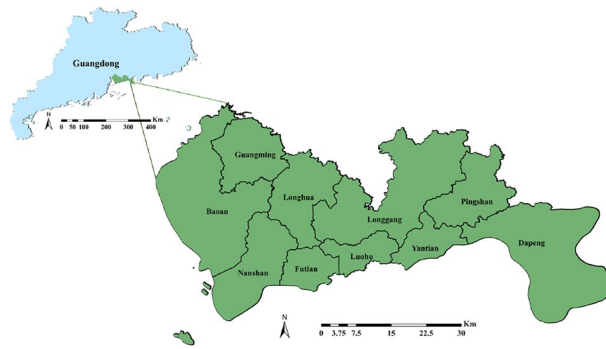 Guangdong
N
Km
0 50 100 200 300 400
Guangming
Baoan
Longhua
Longgang
Pingshan
Nanshan
Futian
Luohu
Yantian
Dapeng
N
Km
0 3.75 7.5 15 22.5 30